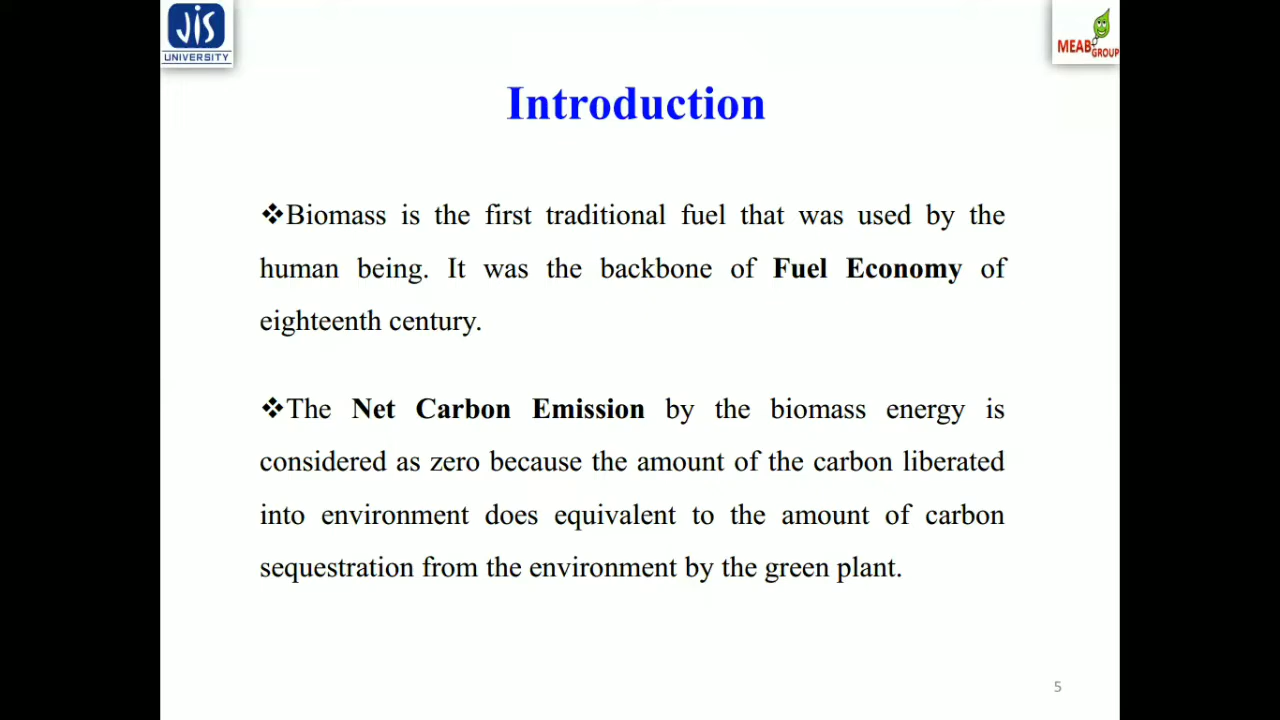 JIS
UNIVERSITY
MEAB GROUP
Introduction
❖Biomass is the first traditional fuel that was used by the
human being. It was the backbone of Fuel Economy of
eighteenth century.
❖The Net Carbon Emission by the biomass energy is
considered as zero because the amount of the carbon liberated
into environment does equivalent to the amount of carbon
sequestration from the environment by the green plant.
5